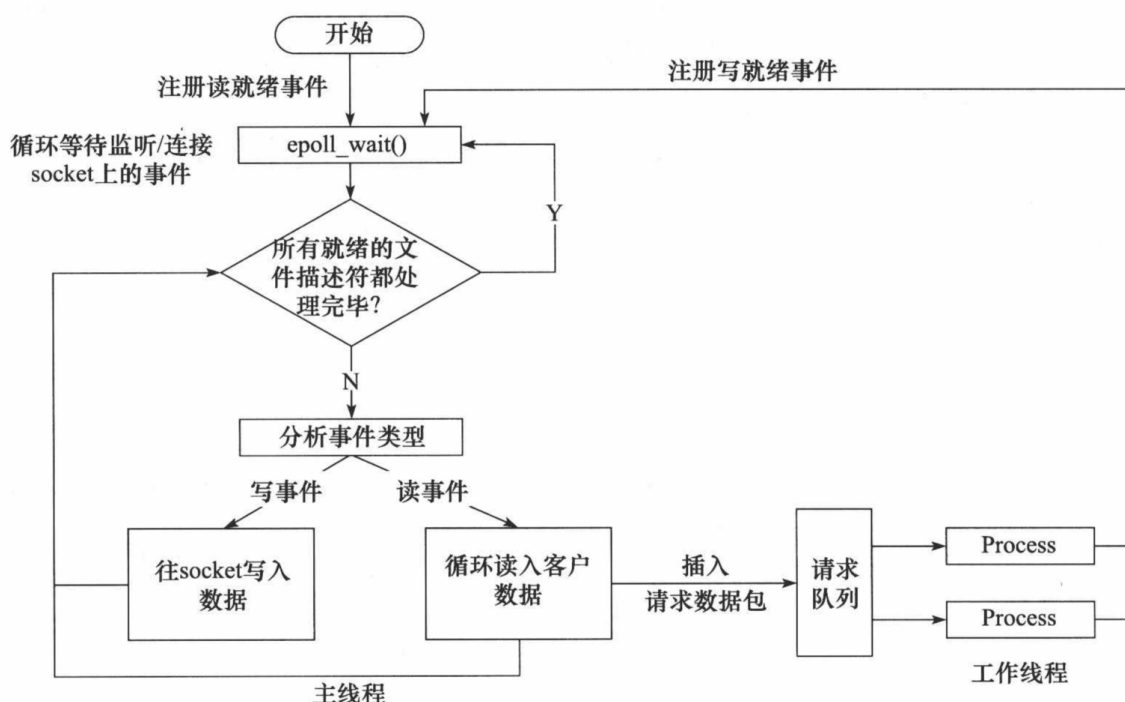 开始
注册读就绪事件
注册写就绪事件
循环等待监听/连接
socket上的事件
epoll_wait()
Y
所有就绪的文
件描述符都处
理完毕?
N
分析事件类型
写事件
读事件
往socket写入
数据
循环读入客户
数据
插入
请求数据包
请求
队列
Process
Process
工作线程
主线程